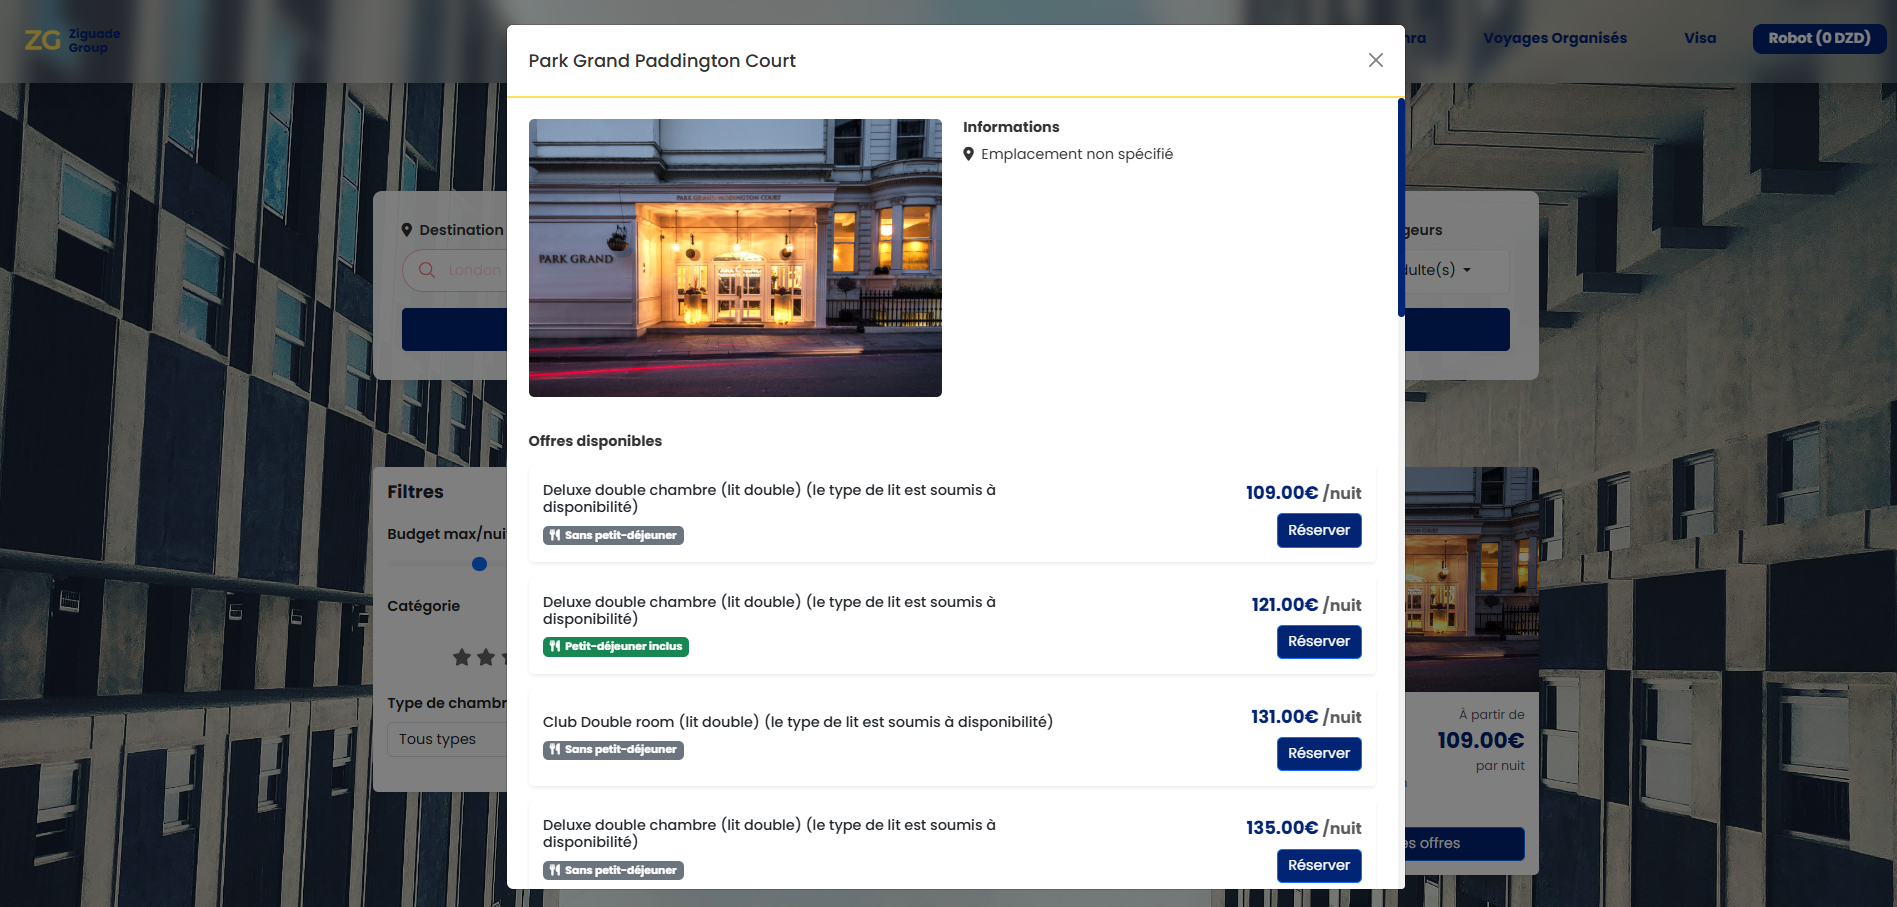 ZG Ziguade
Group
Voyages Organisés
Visa
Robot (0 DZD)
Park Grand Paddington Court
PARK GRAND PADDINGTON COURT
PARK GRAND
Informations
Emplacement non spécifié
Destination
London
Filtres
Budget max/nuit
Catégorie
Type de chambr
Tous types
Offres disponibles
Deluxe double chambre (lit double) (le type de lit est soumis à
disponibilité)
Sans petit-déjeuner
109.00€ /nuit
Réserver
Deluxe double chambre (lit double) (le type de lit est soumis à
disponibilité)
Petit-déjeuner inclus
121.00€ /nuit
Réserver
Club Double room (lit double) (le type de lit est soumis à disponibilité)
Sans petit-déjeuner
131.00€ /nuit
Réserver
Deluxe double chambre (lit double) (le type de lit est soumis à
disponibilité)
Sans petit-déjeuner
135.00€ /nuit
Réserver
À partir de
109.00€
par nuit
offres